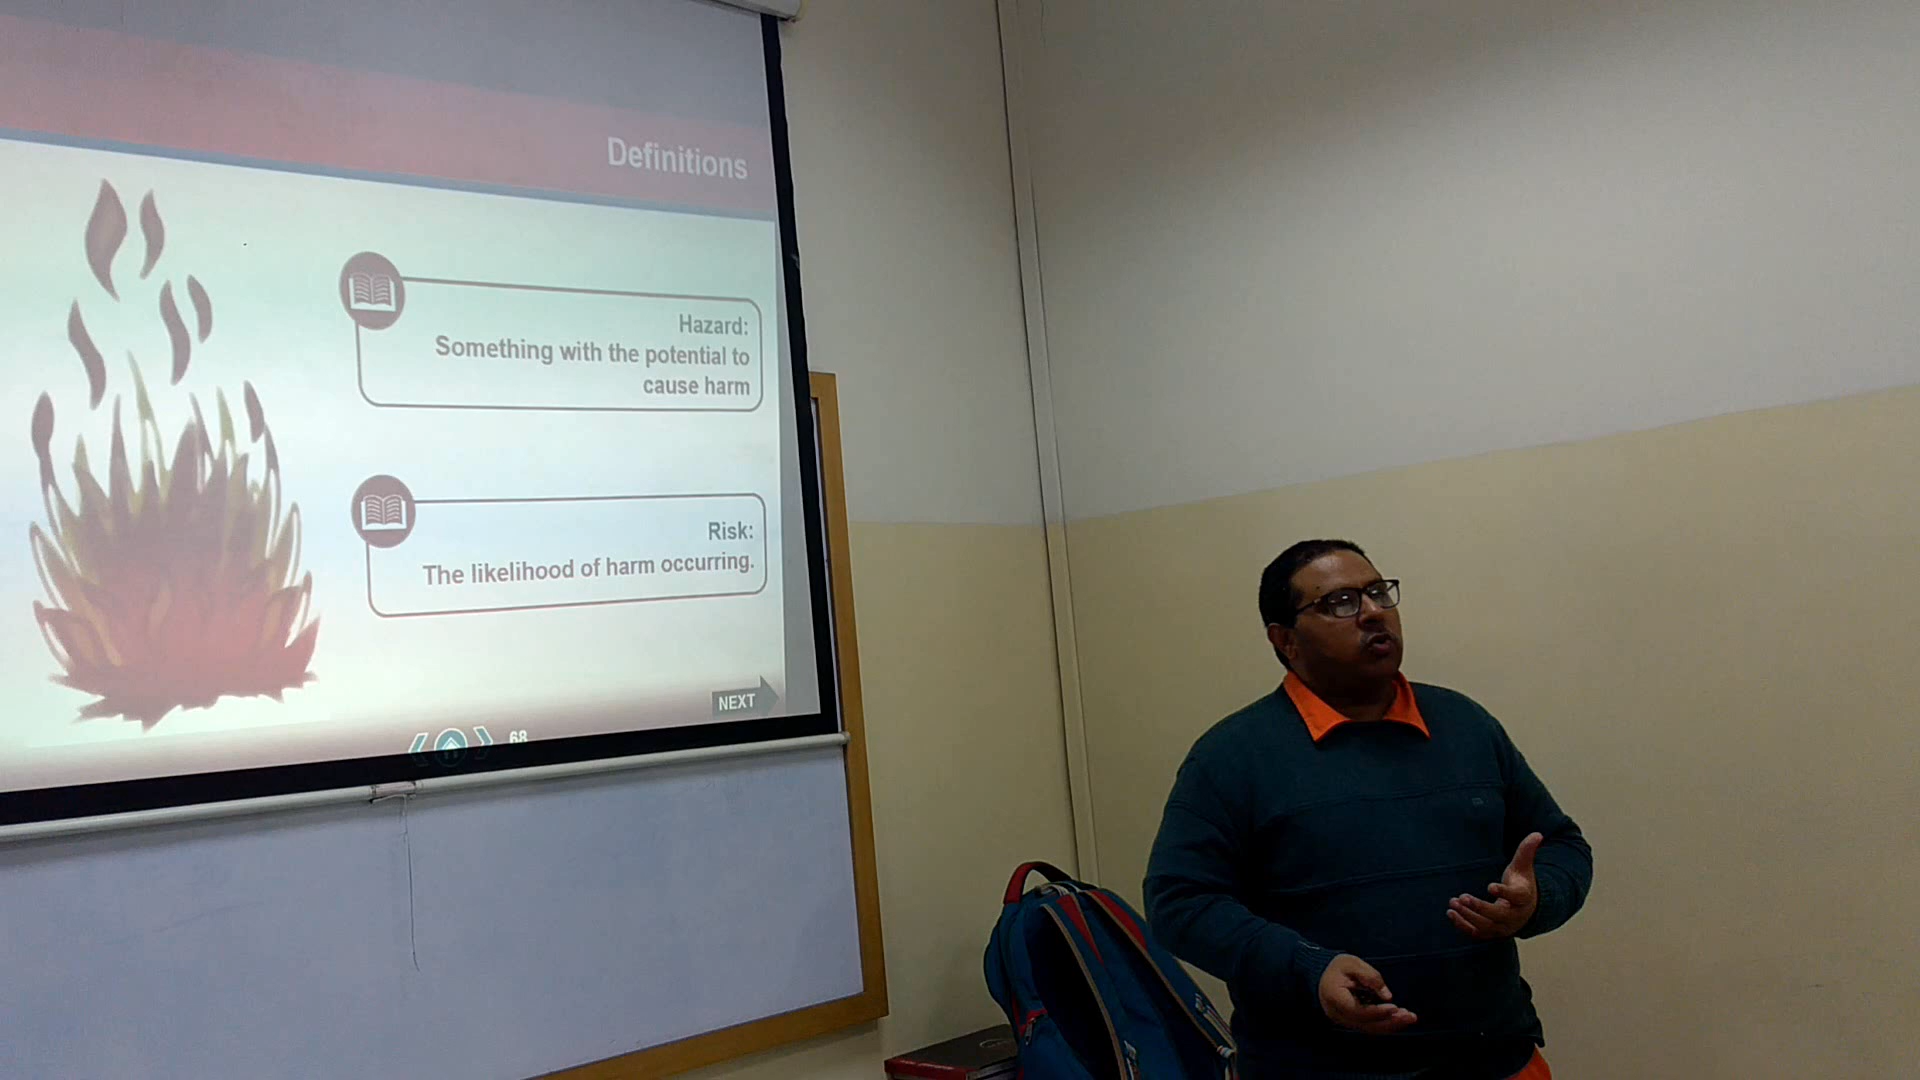 Definitions
Hazard:
Something with the potential to
cause harm
Risk:
The likelihood of harm occurring.
NEXT
68